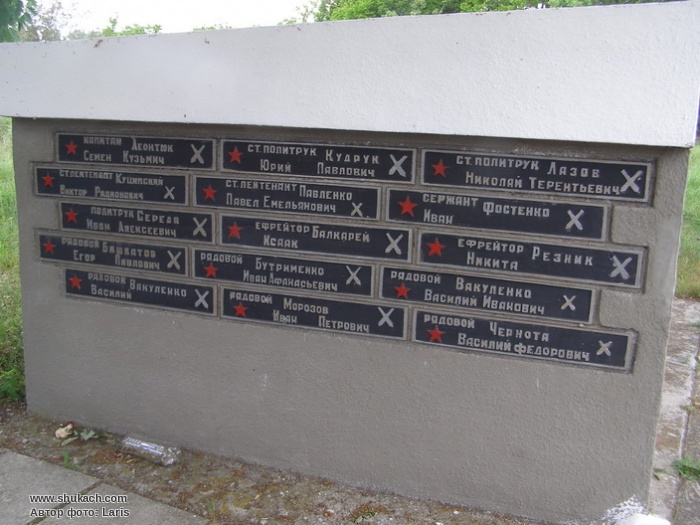 КАПИТАН ЛЕОНТЮК
СЕМЕН КУЗЬМИЧ
СТ. ПОЛИТРУК КУДРУК
ЮРИЙ ПАВЛОВИЧ
СТ. ПОЛИТРУК ЛАЗОВ
НИКОЛАЙ ТЕРЕНТЬЕВИЧ
СТ. ЛЕЙТЕНАНТ
ВИКТОР РАДИОНОВИЧ
СТ. ЛЕЙТЕНАНТ ПАВЛЕНКО
ПАВЕЛ ЕМЕЛЬЯНОВИЧ
СЕРЖАНТ ФОСТЕНКО
ИВАН
ПОЛИТРУК СЕРЕДА
ИВАН АЛЕКСЕЕВИЧ
ЕФРЕЙТОР БАЛКАРЕЙ
ИСААК
ЕФРЕЙТОР РЕЗНИК
НИКИТА
РЯДОВОЙ БАШКАТОВ
ЕГОР ПАВЛОВИЧ
РЯДОВОЙ БУТРИМЕНКО
ИВАН АФАНАСЬЕВИЧ
РЯДОВОЙ ВАКУЛЕНКО
ВАСИЛИЙ ИВАНОВИЧ
РЯДОВОЙ ВАКУЛЕНКО
ВАСИЛИЙ
РЯДОВОЙ МОРОЗОВ
ИВАН ПЕТРОВИЧ
РЯДОВОЙ ЧЕРНОТА
ВАСИЛИЙ ФЕДОРОВИЧ
www.shukach.com
Автор фото: Laris